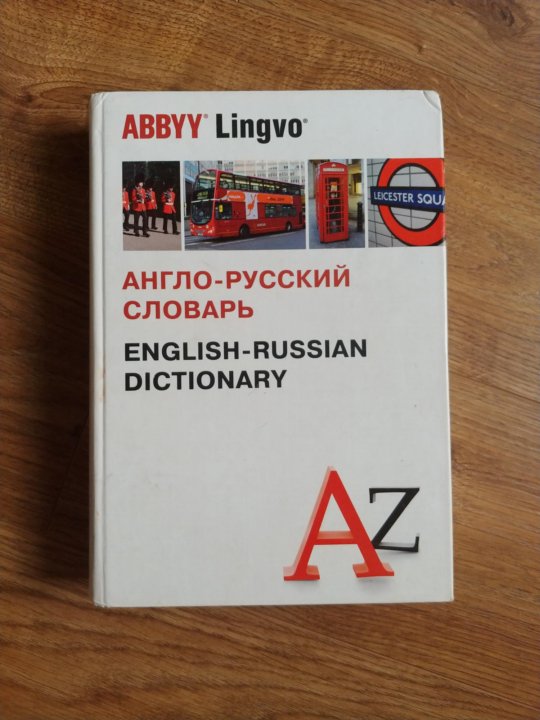 ABBYY® Lingvo®
LEICESTER SQUA
АНГЛО-РУССКИЙ
СЛОВАРЬ
ENGLISH-RUSSIAN
DICTIONARY
AZ